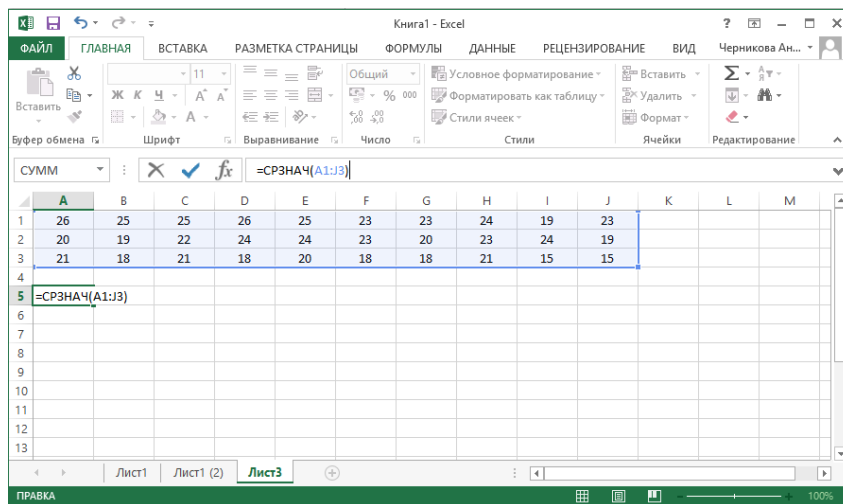 Книга1 - Excel
ФАЙЛ ГЛАВНАЯ ВСТАВКА РАЗМЕТКА СТРАНИЦЫ ФОРМУЛЫ ДАННЫЕ РЕЦЕНЗИРОВАНИЕ ВИД Черникова Ан...
11 Общий Условное форматирование Вставить
Вставить Ж К Ч А А % 000 Форматировать как таблицу Удалить
А Стили ячеек Формат
Буфер обмена Шрифт Выравнивание Число Стили Ячейки Редактирование
СУММ fx =СРЗНАЧ(A1:J3)
A B C D E F G H I J K L M
1 26 25 25 26 25 23 23 24 19 23
2 20 19 22 24 24 23 20 23 24 19
3 21 18 21 18 20 18 18 21 15 15
4
5 =СРЗНАЧ(A1:J3)
6
7
8
9
10
11
12
13
Лист1 Лист1 (2) Лист3
ПРАВКА 100%